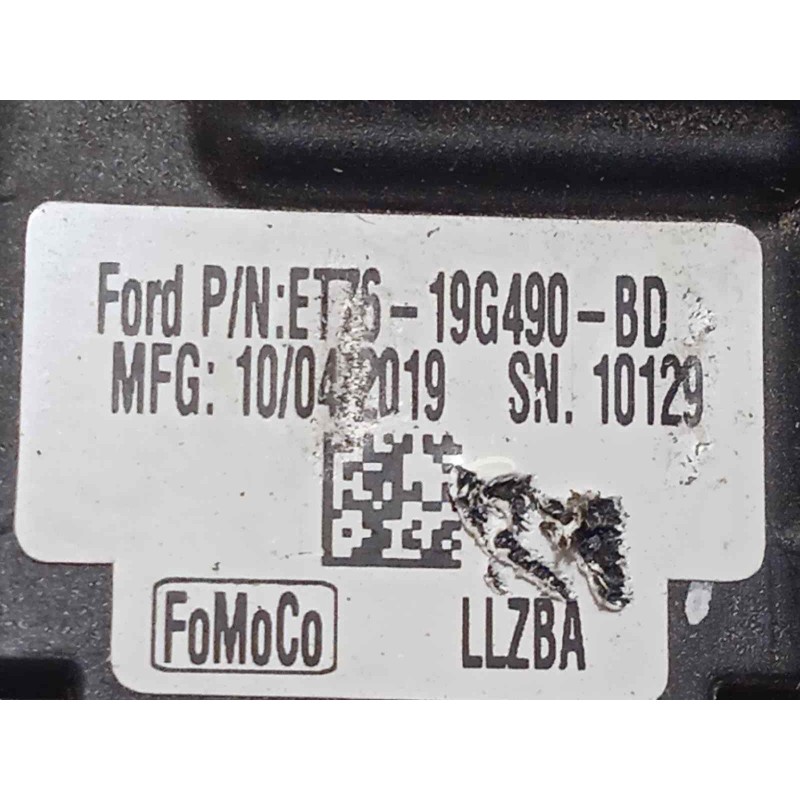 Ford P/N:ET76-19G490-BD
MFG: 10/04/2019 SN. 10129
FoMoCo LLZBA